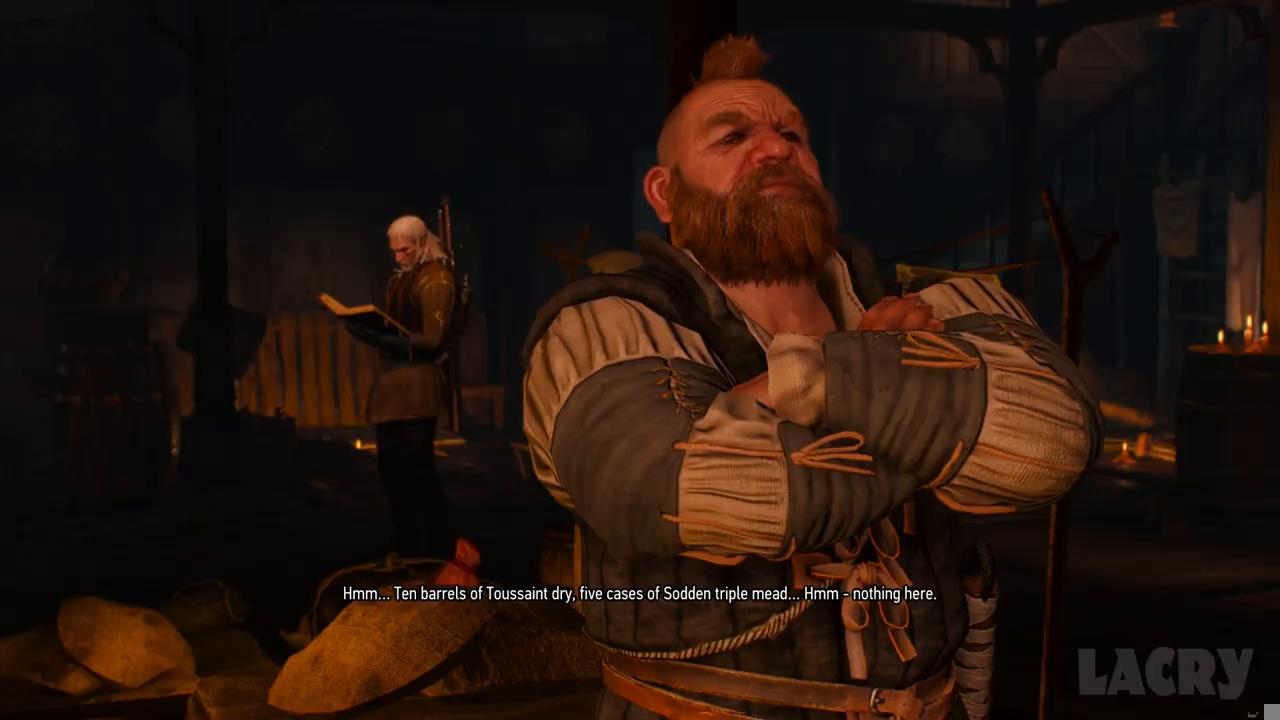 Hmm... Ten barrels of Toussaint dry, five cases of Sodden triple mead... Hmm - nothing here.
LACRY